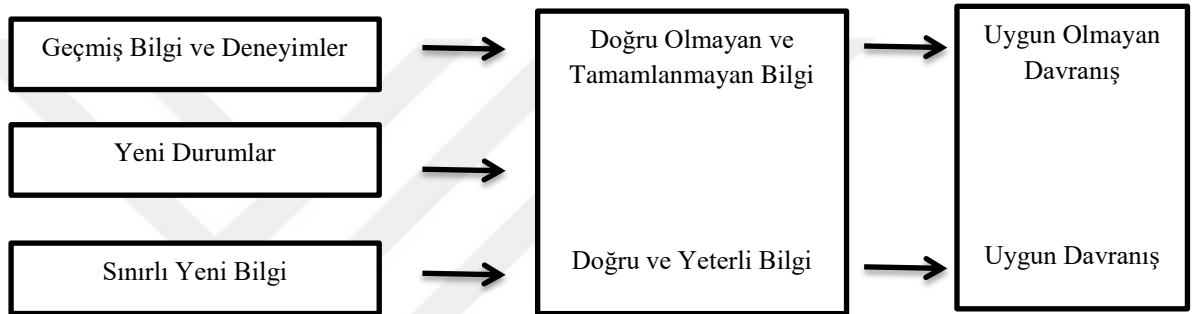 Geçmiş Bilgi ve Deneyimler
Yeni Durumlar
Sınırlı Yeni Bilgi
Doğru Olmayan ve
Tamamlanmayan Bilgi
Doğru ve Yeterli Bilgi
Uygun Olmayan
Davranış
Uygun Davranış